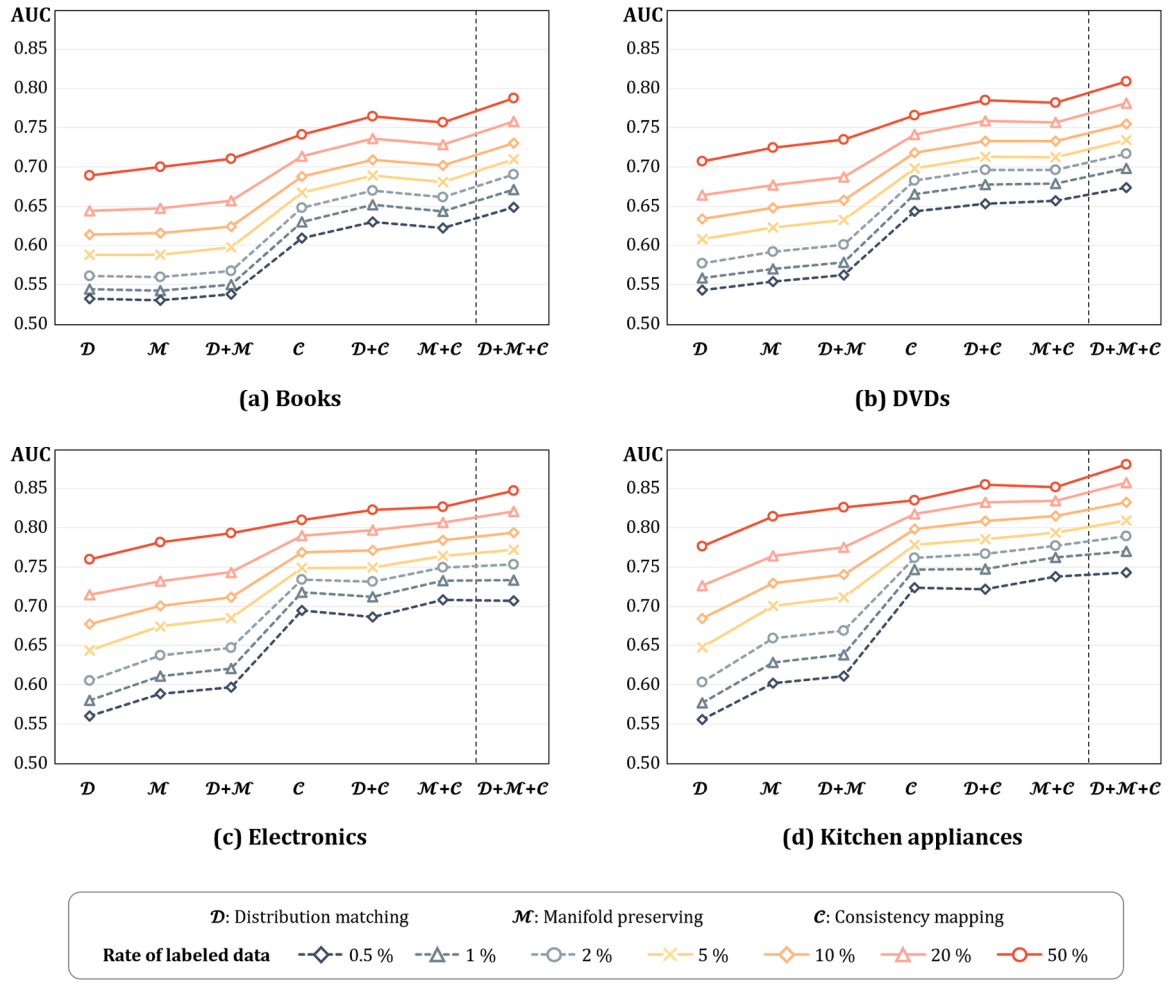 AUC
0.85
0.80
0.75
0.70
0.65
0.60
0.55
0.50
𝓓 𝓜 𝓓+𝓜 𝓒 𝓓+𝓒 𝓜+𝓒 𝓓+𝓜+𝓒
(a) Books
AUC
0.85
0.80
0.75
0.70
0.65
0.60
0.55
0.50
𝓓 𝓜 𝓓+𝓜 𝓒 𝓓+𝓒 𝓜+𝓒 𝓓+𝓜+𝓒
(b) DVDs
AUC
0.85
0.80
0.75
0.70
0.65
0.60
0.55
0.50
𝓓 𝓜 𝓓+𝓜 𝓒 𝓓+𝓒 𝓜+𝓒 𝓓+𝓜+𝓒
(c) Electronics
AUC
0.85
0.80
0.75
0.70
0.65
0.60
0.55
0.50
𝓓 𝓜 𝓓+𝓜 𝓒 𝓓+𝓒 𝓜+𝓒 𝓓+𝓜+𝓒
(d) Kitchen appliances
𝓓: Distribution matching 𝓜: Manifold preserving 𝓒: Consistency mapping
Rate of labeled data 0.5 % 1 % 2 % 5 % 10 % 20 % 50 %